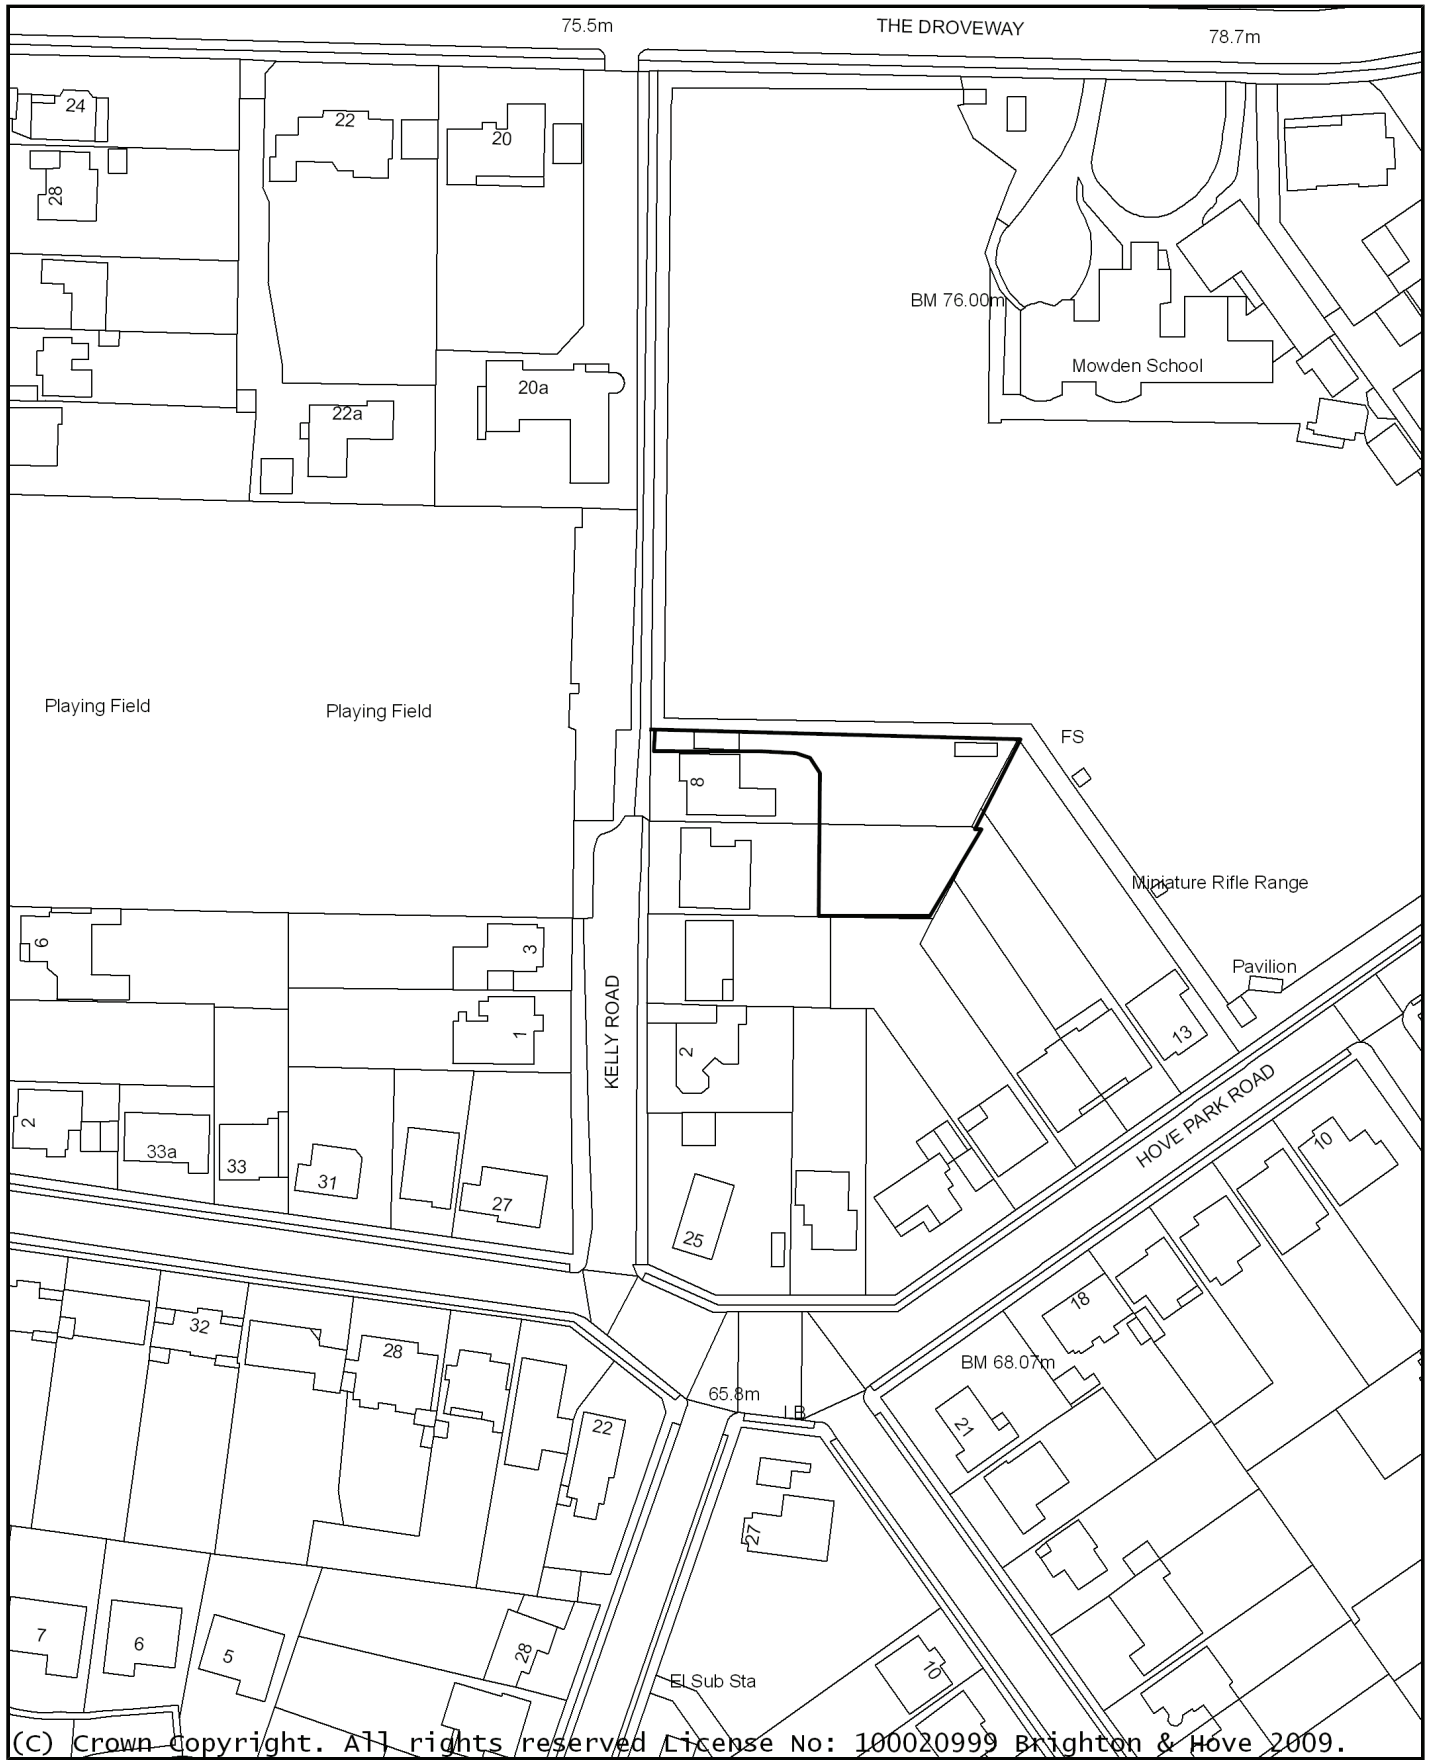 75.5m
THE DROVEWAY
78.7m
24
22
20
28
BM 76.00m
Mowden School
20a
22a
Playing Field
Playing Field
FS
8
Miniature Rifle Range
6
3
Pavilion
KELLY ROAD
1
13
2
2
33a
33
31
27
HOVE PARK ROAD
10
25
32
28
18
BM 68.07m
65.8m
LB
22
21
27
7
6
5
28
10
El Sub Sta
(C) Crown Copyright. All rights reserved License No: 100020999 Brighton & Hove 2009.